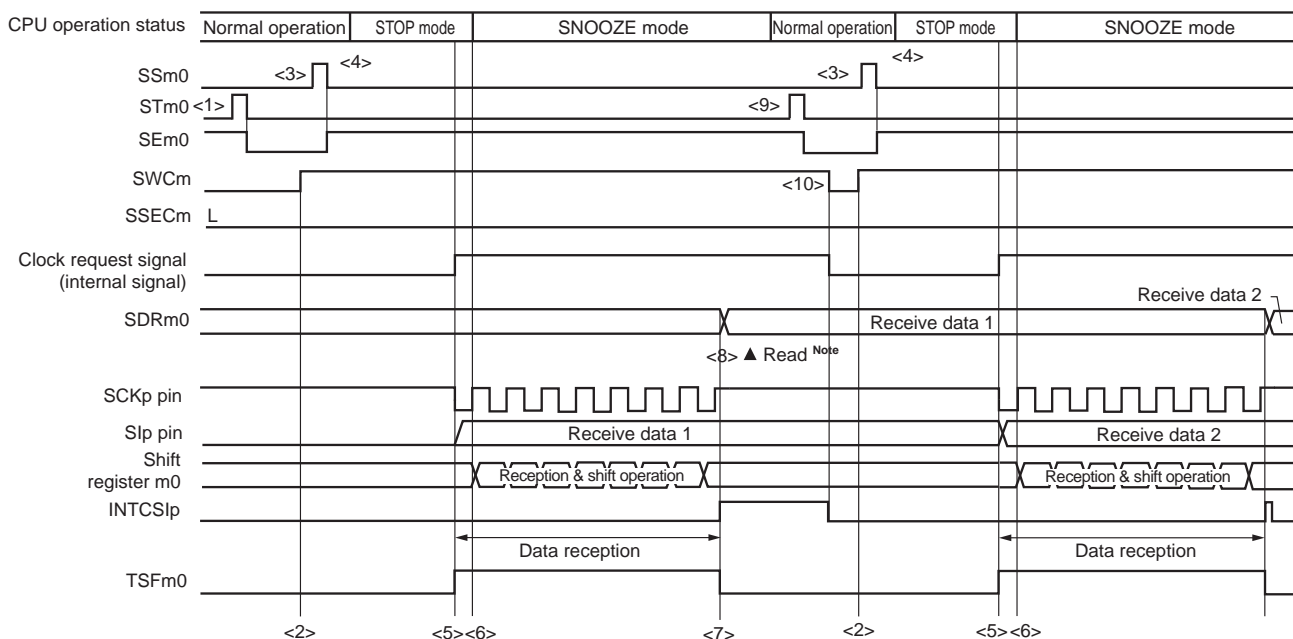 CPU operation status Normal operation STOP mode SNOOZE mode Normal operation STOP mode SNOOZE mode
SSm0 <3> <4> <3> <4>
STm0 <1> <9>
SEm0
SWCm <10>
SSECm L
Clock request signal
(internal signal)
Receive data 2
SDRm0 Receive data 1
<8> ▲ Read Note
SCKp pin
SIp pin Receive data 1 Receive data 2
Shift
register m0 Reception & shift operation Reception & shift operation
INTCSIp
Data reception Data reception
TSFm0
<2> <5> <6> <7> <2> <5> <6>